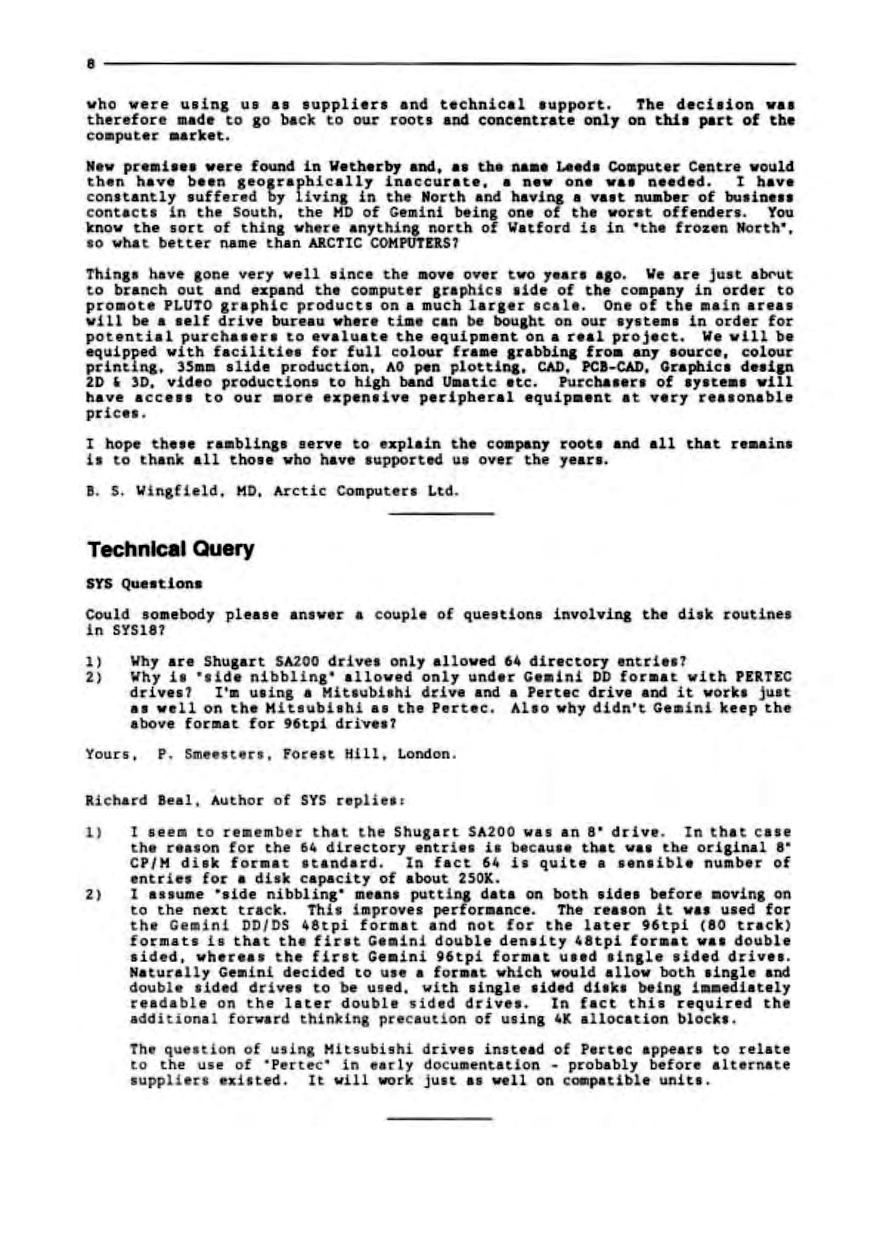 8
who were using us as suppliers and technical support. The decision was
therefore made to go back to our roots and concentrate only on this part of the
computer market.
New premises were found in Wetherby and, as the name Leeds Computer Centre would
then have been geographically inaccurate, a new one was needed. I have
constantly suffered by living in the North and having a vast number of business
contacts in the South, the MD of Gemini being one of the worst offenders. You
know the sort of thing where anything north of Watford is in "the frozen North",
so what better name than ARCTIC COMPUTERS?
Things have gone very well since the move over two years ago. We are just about
to branch out and expand the computer graphics side of the company in order to
promote PLUTO graphic products on a much larger scale. One of the main areas
will be a self drive bureau where time can be bought on our systems in order for
potential purchasers to evaluate the equipment on a real project. We will be
equipped with facilities for full colour frame grabbing from any source, colour
printing, 35mm slide production, A0 pen plotting, CAD, PCB-CAD, Graphics design
2D & 3D, video productions to high band Umatic etc. Purchasers of systems will
have access to our more expensive peripheral equipment at very reasonable
prices.
I hope these ramblings serve to explain the company roots and all that remains
is to thank all those who have supported us over the years.
B. S. Wingfield, MD, Arctic Computers Ltd.
Technical Query
SYS Questions
Could somebody please answer a couple of questions involving the disk routines
in SYS18?
1) Why are Shugart SA200 drives only allowed 64 directory entries?
2) Why is "side nibbling" allowed only under Gemini DD format with PERTEC
drives? I'm using a Mitsubishi drive and a Pertec drive and it works just
as well on the Mitsubishi as the Pertec. Also why didn't Gemini keep the
above format for 96tpi drives?
Yours, P. Smeesters, Forest Hill, London.
Richard Beal, Author of SYS replies:
1) I seem to remember that the Shugart SA200 was an 8" drive. In that case
the reason for the 64 directory entries is because that was the original 8"
CP/M disk format standard. In fact 64 is quite a sensible number of
entries for a disk capacity of about 250K.
2) I assume "side nibbling" means putting data on both sides before moving on
to the next track. This improves performance. The reason it was used for
the Gemini DD/DS 48tpi format and not for the later 96tpi (80 track)
formats is that the first Gemini double density 48tpi format was double
sided, whereas the first Gemini 96tpi format used single sided drives.
Naturally Gemini decided to use a format which would allow both single and
double sided drives to be used, with single sided disks being immediately
readable on the later double sided drives. In fact this required the
additional forward thinking precaution of using 4K allocation blocks.
The question of using Mitsubishi drives instead of Pertec appears to relate
to the use of "Pertec" in early documentation - probably before alternate
suppliers existed. It will work just as well on compatible units.